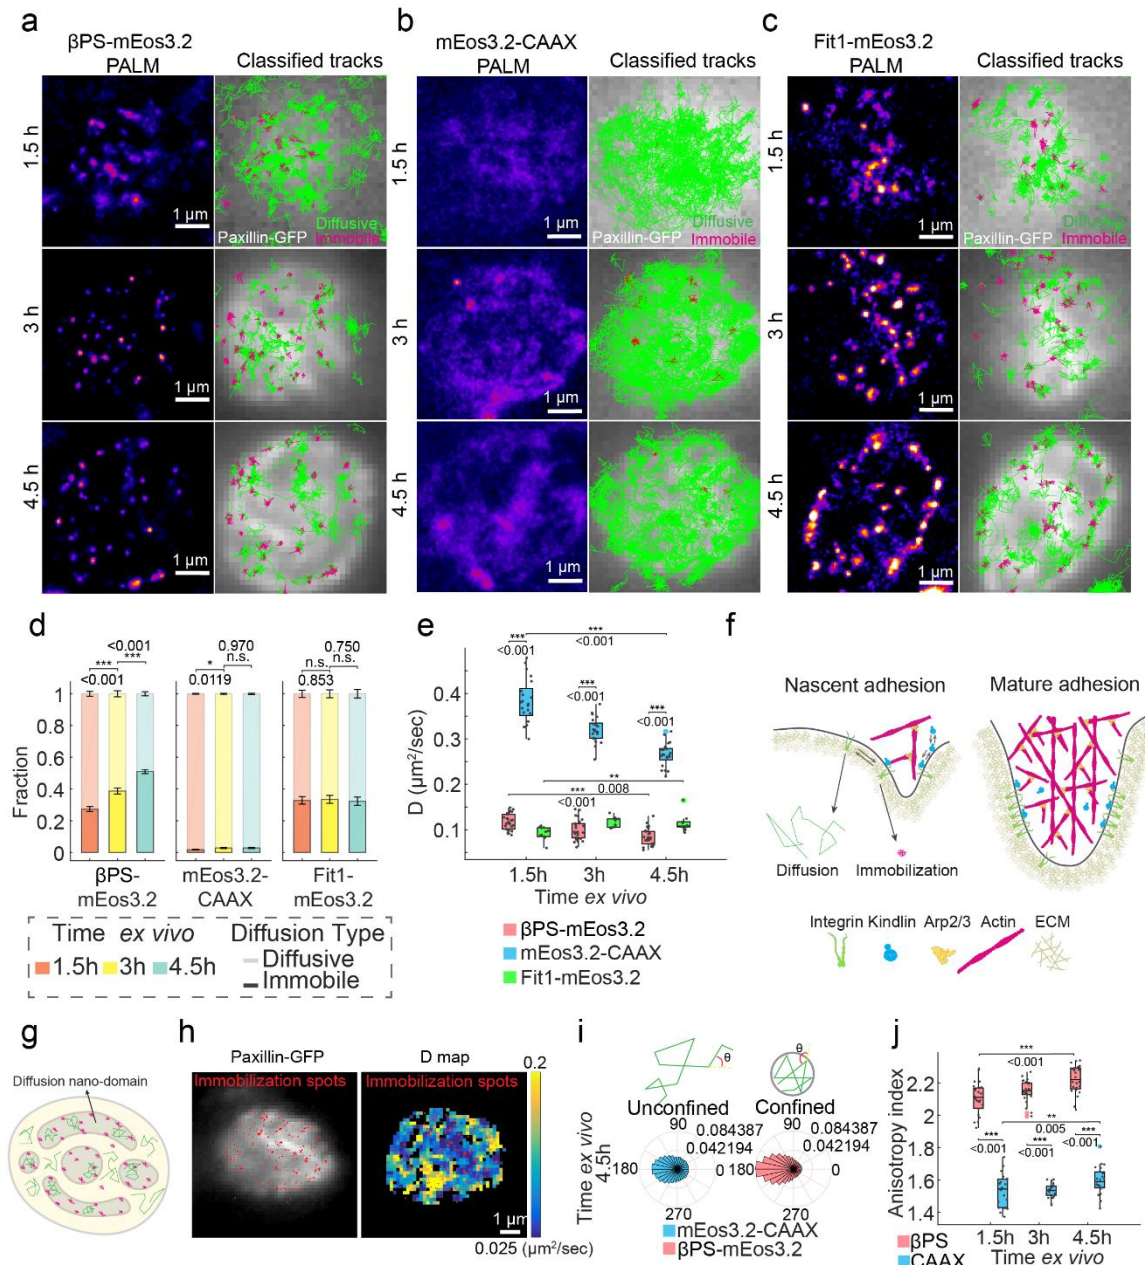 a
βPS-mEos3.2
PALM
Classified tracks
1.5 h
1 µm
Diffusive
Paxillin-GFP
Immobile
3 h
1 µm
4.5 h
1 µm
b
mEos3.2-CAAX
PALM
Classified tracks
1.5 h
1 µm
Diffusive
Paxillin-GFP
Immobile
3 h
1 µm
4.5 h
1 µm
c
Fit1-mEos3.2
PALM
Classified tracks
1.5 h
1 µm
Diffusive
Paxillin-GFP
Immobile
3 h
1 µm
4.5 h
1 µm
d
<0.001
*** ***
<0.001
0.970
* n.s.
0.0119
0.750
n.s. n.s.
0.853
Fraction
1
0.8
0.6
0.4
0.2
0
βPS-
mEos3.2
mEos3.2-
CAAX
Fit1-
mEos3.2
Time ex vivo
1.5h 3h 4.5h
Diffusion Type
Diffusive
Immobile
e
***
<0.001
***
<0.001
***
<0.001
***
<0.001
**
0.008
***
<0.001
D (µm²/sec)
0.4
0.3
0.2
0.1
1.5h 3h 4.5h
Time ex vivo
βPS-mEos3.2
mEos3.2-CAAX
Fit1-mEos3.2
f
Nascent adhesion
Mature adhesion
Diffusion
Immobilization
Integrin Kindlin Arp2/3 Actin ECM
g
Diffusion nano-domain
h
Paxillin-GFP
Immobilization spots
D map
Immobilization spots
0.2
1 µm
0.025 (µm²/sec)
i
θ
θ
Unconfined
Confined
Time ex vivo
4.5h
90
0.084387
0.042194
180
0
270
90
0.084387
0.042194
180
0
270
mEos3.2-CAAX
βPS-mEos3.2
j
***
<0.001
**
0.005
***
<0.001
***
<0.001
***
<0.001
Anisotropy index
2.2
2
1.8
1.6
1.4
1.5h 3h 4.5h
Time ex vivo
βPS
CAAX